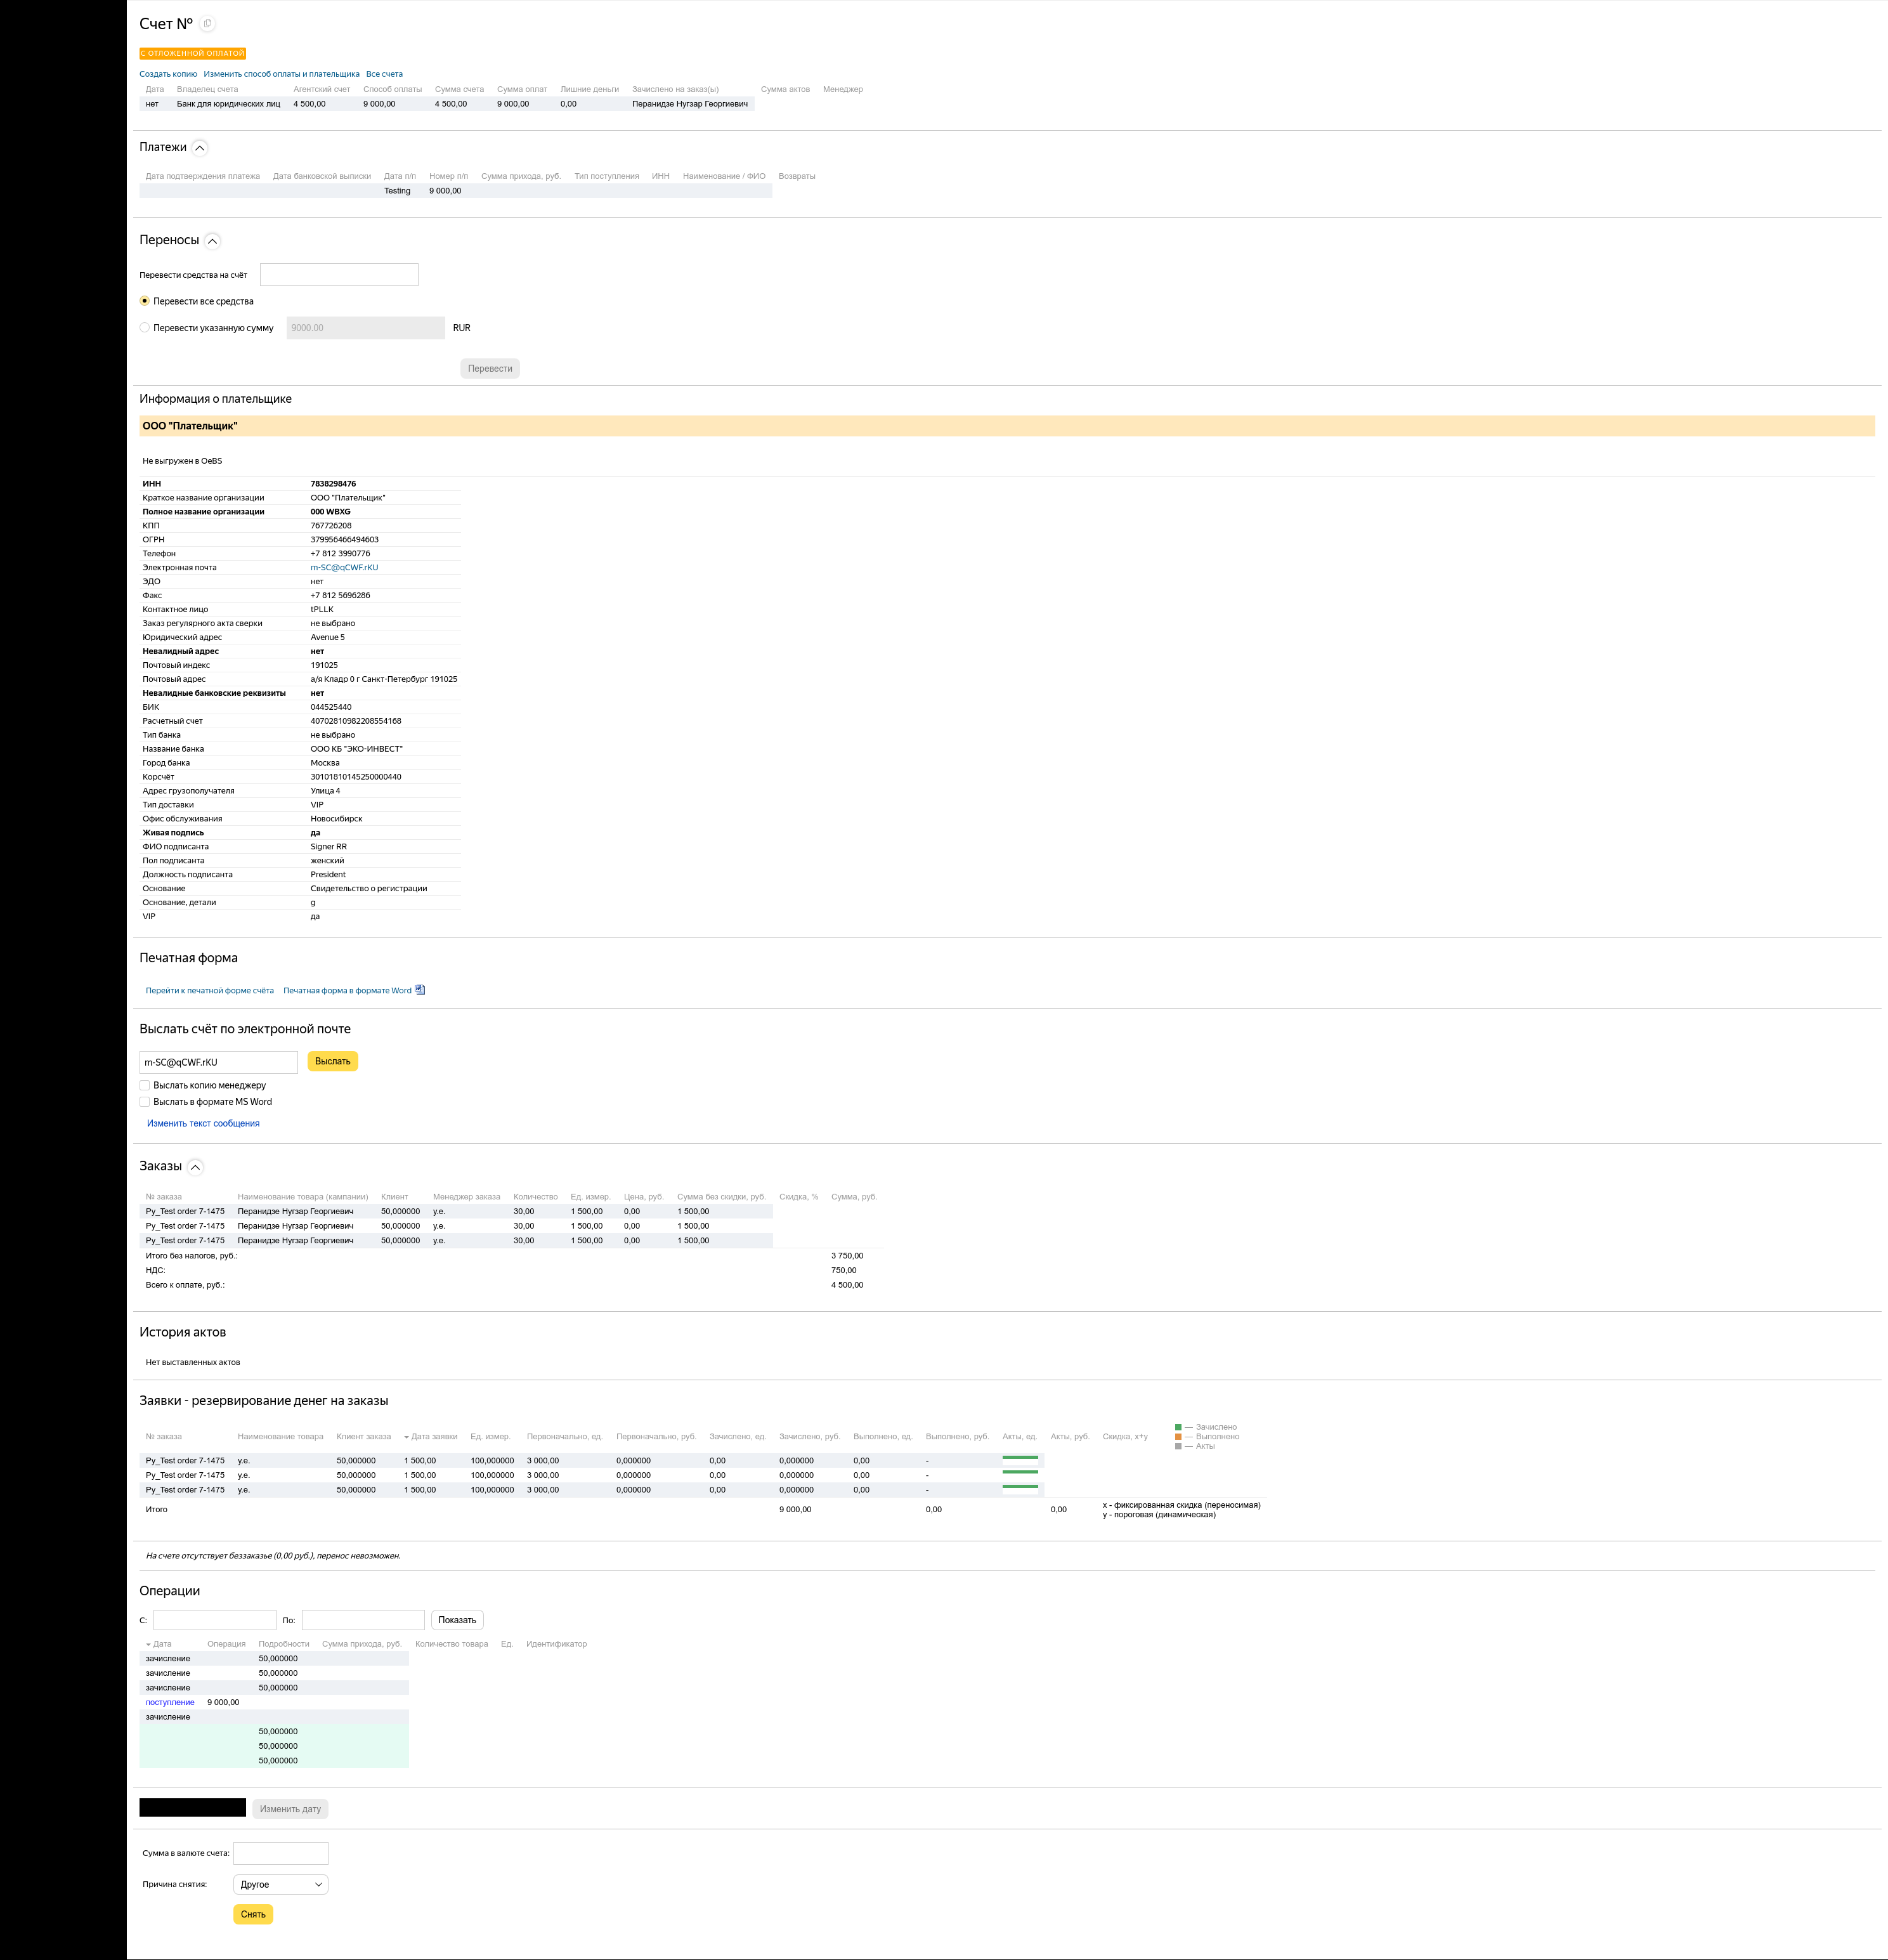 Счет №
С ОТЛОЖЕННОЙ ОПЛАТОЙ
Создать копию Изменить способ оплаты и плательщика Все счета
Дата Владелец счета Агентский счет Способ оплаты Сумма счета Сумма оплат Лишние деньги Зачислено на заказ(ы) Сумма актов Менеджер
нет Банк для юридических лиц 4 500,00 9 000,00 4 500,00 9 000,00 0,00 Перанидзе Нугзар Георгиевич
Платежи
Дата подтверждения платежа Дата банковской выписки Дата п/п Номер п/п Сумма прихода, руб. Тип поступления ИНН Наименование / ФИО Возвраты
Testing 9 000,00
Переносы
Перевести средства на счёт
Перевести все средства
Перевести указанную сумму 9000.00 RUR
Перевести
Информация о плательщике
ООО "Плательщик"
Не выгружен в OeBS
ИНН 7838298476
Краткое название организации ООО "Плательщик"
Полное название организации 000 WBXG
КПП 767726208
ОГРН 379956466494603
Телефон +7 812 3990776
Электронная почта m-SC@qCWF.rKU
ЭДО нет
Факс +7 812 5696286
Контактное лицо tPLLK
Заказ регулярного акта сверки не выбрано
Юридический адрес Avenue 5
Невалидный адрес нет
Почтовый индекс 191025
Почтовый адрес а/я Кладр 0 г Санкт-Петербург 191025
Невалидные банковские реквизиты нет
БИК 044525440
Расчетный счет 40702810982208554168
Тип банка не выбрано
Название банка ООО КБ "ЭКО-ИНВЕСТ"
Город банка Москва
Корсчёт 30101810145250000440
Адрес грузополучателя Улица 4
Тип доставки VIP
Офис обслуживания Новосибирск
Живая подпись да
ФИО подписанта Signer RR
Пол подписанта женский
Должность подписанта President
Основание Свидетельство о регистрации
Основание, детали g
VIP да
Печатная форма
Перейти к печатной форме счёта Печатная форма в формате Word
Выслать счёт по электронной почте
m-SC@qCWF.rKU Выслать
Выслать копию менеджеру
Выслать в формате MS Word
Изменить текст сообщения
Заказы
№ заказа Наименование товара (кампании) Клиент Менеджер заказа Количество Ед. измер. Цена, руб. Сумма без скидки, руб. Скидка, % Сумма, руб.
Py_Test order 7-1475 Перанидзе Нугзар Георгиевич 50,000000 у.е. 30,00 1 500,00 0,00 1 500,00
Py_Test order 7-1475 Перанидзе Нугзар Георгиевич 50,000000 у.е. 30,00 1 500,00 0,00 1 500,00
Py_Test order 7-1475 Перанидзе Нугзар Георгиевич 50,000000 у.е. 30,00 1 500,00 0,00 1 500,00
Итого без налогов, руб.: 3 750,00
НДС: 750,00
Всего к оплате, руб.: 4 500,00
История актов
Нет выставленных актов
Заявки - резервирование денег на заказы
№ заказа Наименование товара Клиент заказа Дата заявки Ед. измер. Первоначально, ед. Первоначально, руб. Зачислено, ед. Зачислено, руб. Выполнено, ед. Выполнено, руб. Акты, ед. Акты, руб. Скидка, x+y
— Зачислено
— Выполнено
— Акты
Py_Test order 7-1475 у.е. 50,000000 1 500,00 100,000000 3 000,00 0,000000 0,00 0,000000 0,00 -
Py_Test order 7-1475 у.е. 50,000000 1 500,00 100,000000 3 000,00 0,000000 0,00 0,000000 0,00 -
Py_Test order 7-1475 у.е. 50,000000 1 500,00 100,000000 3 000,00 0,000000 0,00 0,000000 0,00 -
Итого 9 000,00 0,00 0,00
x - фиксированная скидка (переносимая)
y - пороговая (динамическая)
На счете отсутствует беззаказье (0,00 руб.), перенос невозможен.
Операции
С: По: Показать
Дата Операция Подробности Сумма прихода, руб. Количество товара Ед. Идентификатор
зачисление 50,000000
зачисление 50,000000
зачисление 50,000000
поступление 9 000,00
зачисление
50,000000
50,000000
50,000000
Изменить дату
Сумма в валюте счета:
Причина снятия: Другое
Снять